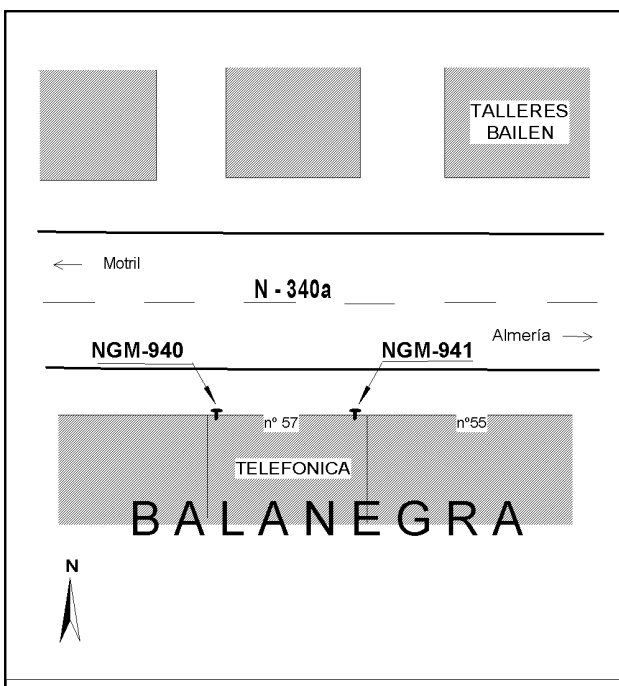 TALLERES
BAILEN
Motril
N - 340a
Almería
NGM-940
NGM-941
nº 57
nº55
TELEFONICA
BALANEGRA
N